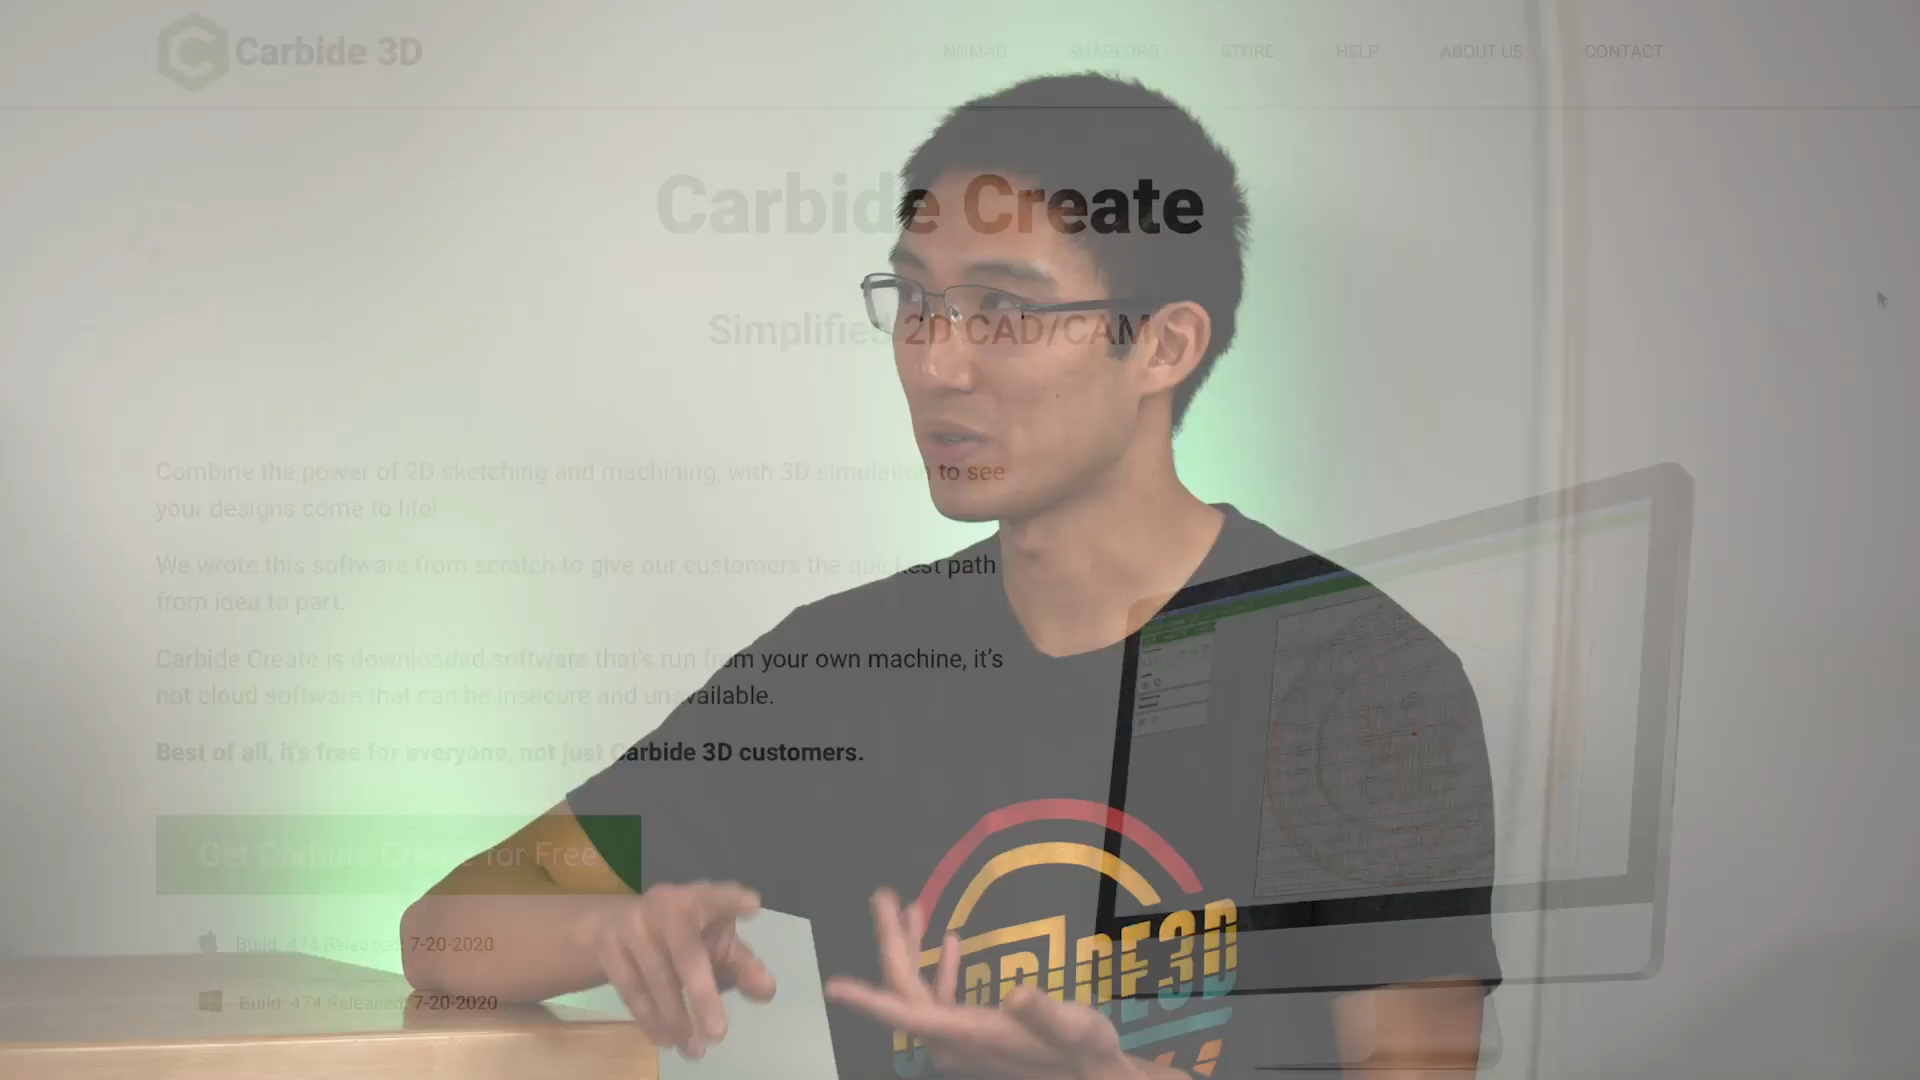 Carbide 3D
NOMAD SHAPEOKO STORE HELP ABOUT US CONTACT
Carbide Create
Simplified 2D CAD/CAM
Combine the power of 2D sketching and machining, with 3D simulation to see
your designs come to life!
We wrote this software from scratch to give our customers the quickest path
from idea to part.
Carbide Create is downloaded software that's run from your own machine, it's
not cloud software that can be insecure and unavailable.
Best of all, it's free for everyone, not just Carbide 3D customers.
Get Carbide Create for Free
Build: 474 Released: 7-20-2020
Build: 474 Released: 7-20-2020
CARBIDE3D